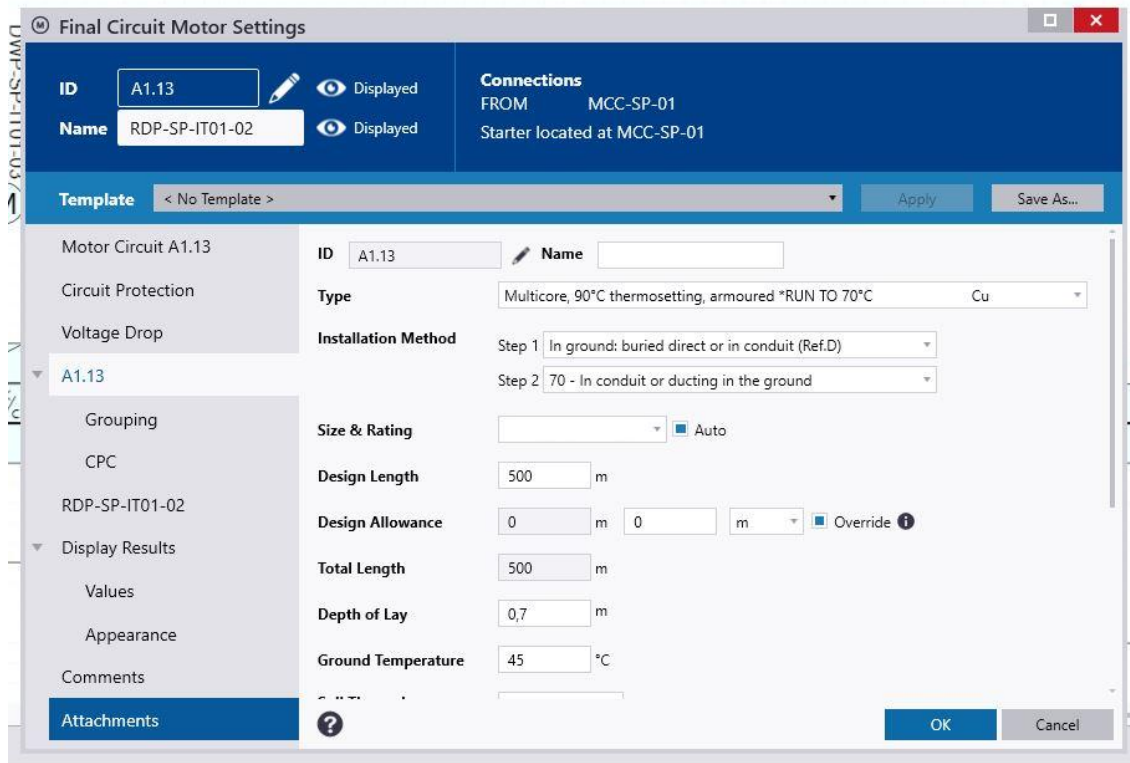 Final Circuit Motor Settings
ID A1.13 Displayed
Name RDP-SP-IT01-02 Displayed
Connections
FROM MCC-SP-01
Starter located at MCC-SP-01
Template < No Template > Apply Save As...
Motor Circuit A1.13
Circuit Protection
Voltage Drop
A1.13
Grouping
CPC
RDP-SP-IT01-02
Display Results
Values
Appearance
Comments
Attachments
ID A1.13 Name
Type Multicore, 90°C thermosetting, armoured *RUN TO 70°C Cu
Installation Method Step 1 In ground: buried direct or in conduit (Ref.D)
Step 2 70 - In conduit or ducting in the ground
Size & Rating Auto
Design Length 500 m
Design Allowance 0 m 0 m Override
Total Length 500 m
Depth of Lay 0,7 m
Ground Temperature 45 °C
OK Cancel
DWP-SP-IT01-03